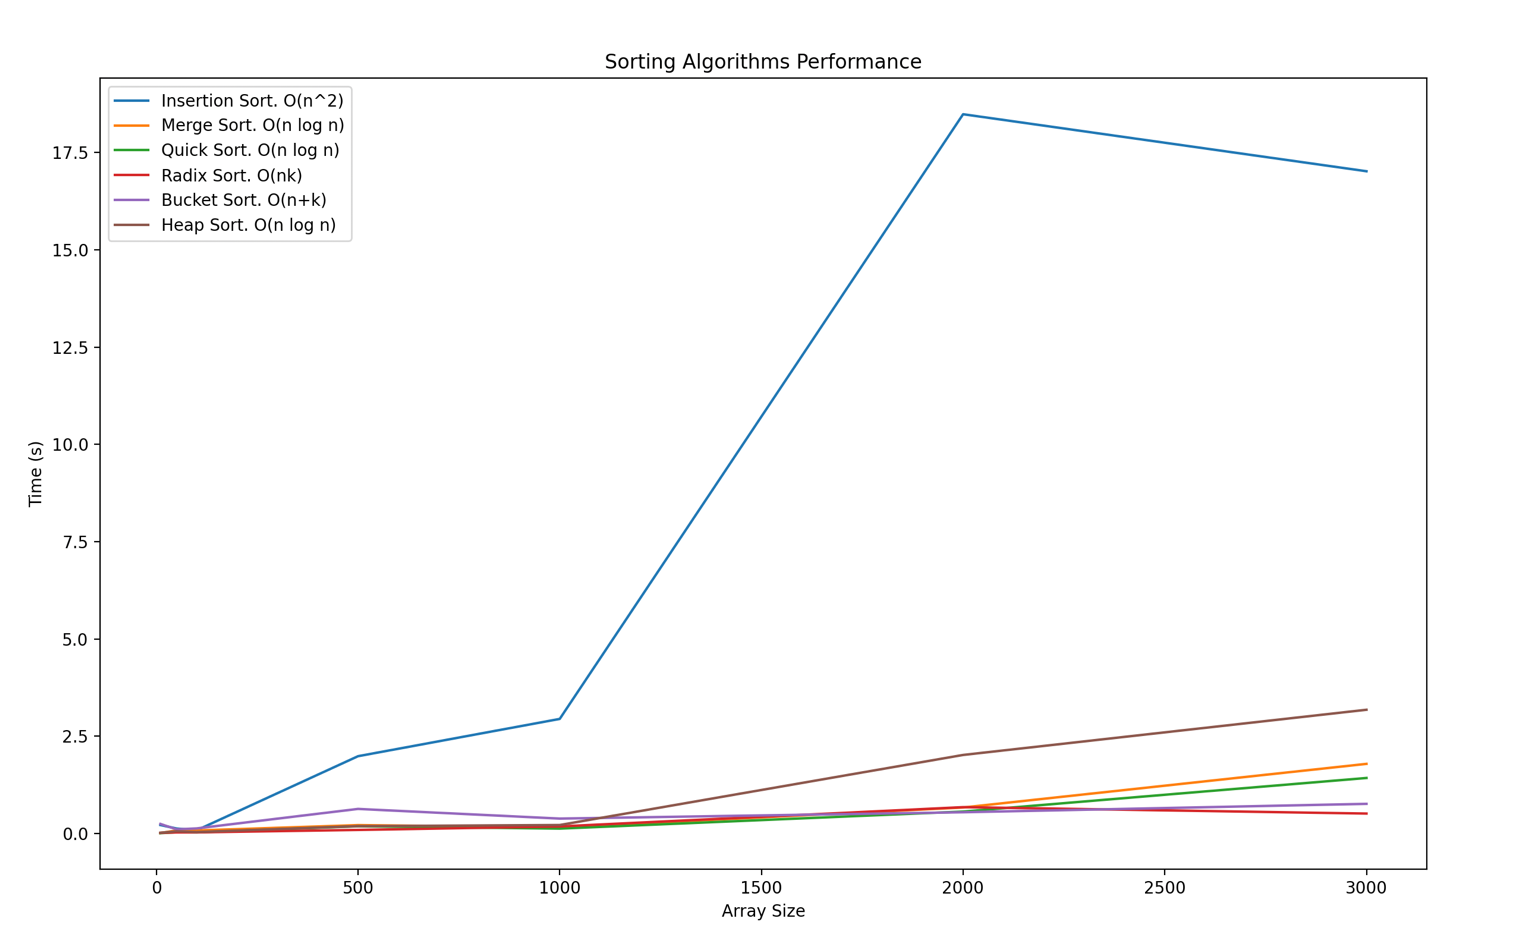 Sorting Algorithms Performance
Insertion Sort. O(n^2)
Merge Sort. O(n log n)
Quick Sort. O(n log n)
Radix Sort. O(nk)
Bucket Sort. O(n+k)
Heap Sort. O(n log n)
17.5
15.0
12.5
10.0
7.5
5.0
2.5
0.0
Time (s)
0 500 1000 1500 2000 2500 3000
Array Size